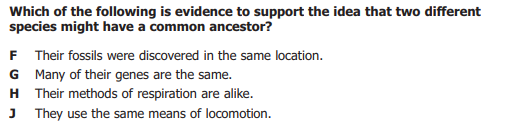 Which of the following is evidence to support the idea that two different
species might have a common ancestor?
F Their fossils were discovered in the same location.
G Many of their genes are the same.
H Their methods of respiration are alike.
J They use the same means of locomotion.